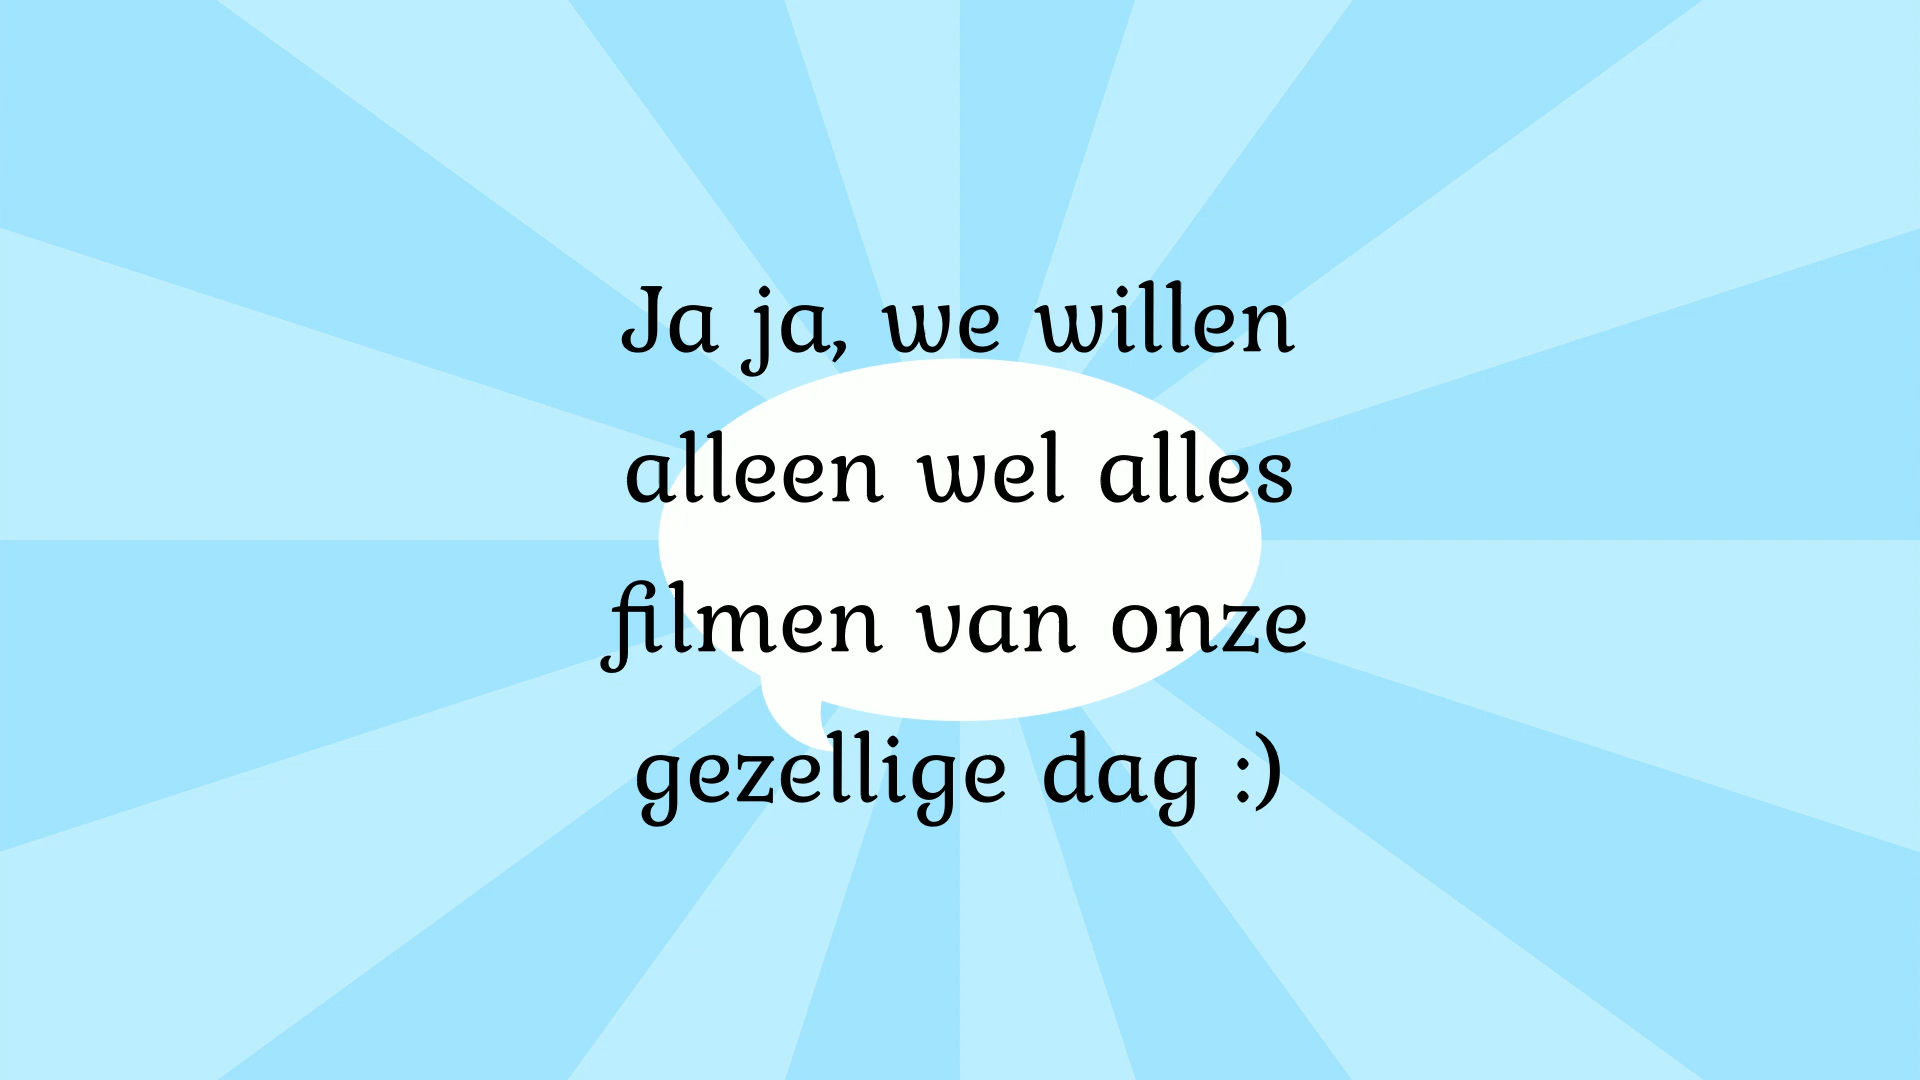 Ja ja, we willen
alleen wel alles
filmen van onze
gezellige dag :)